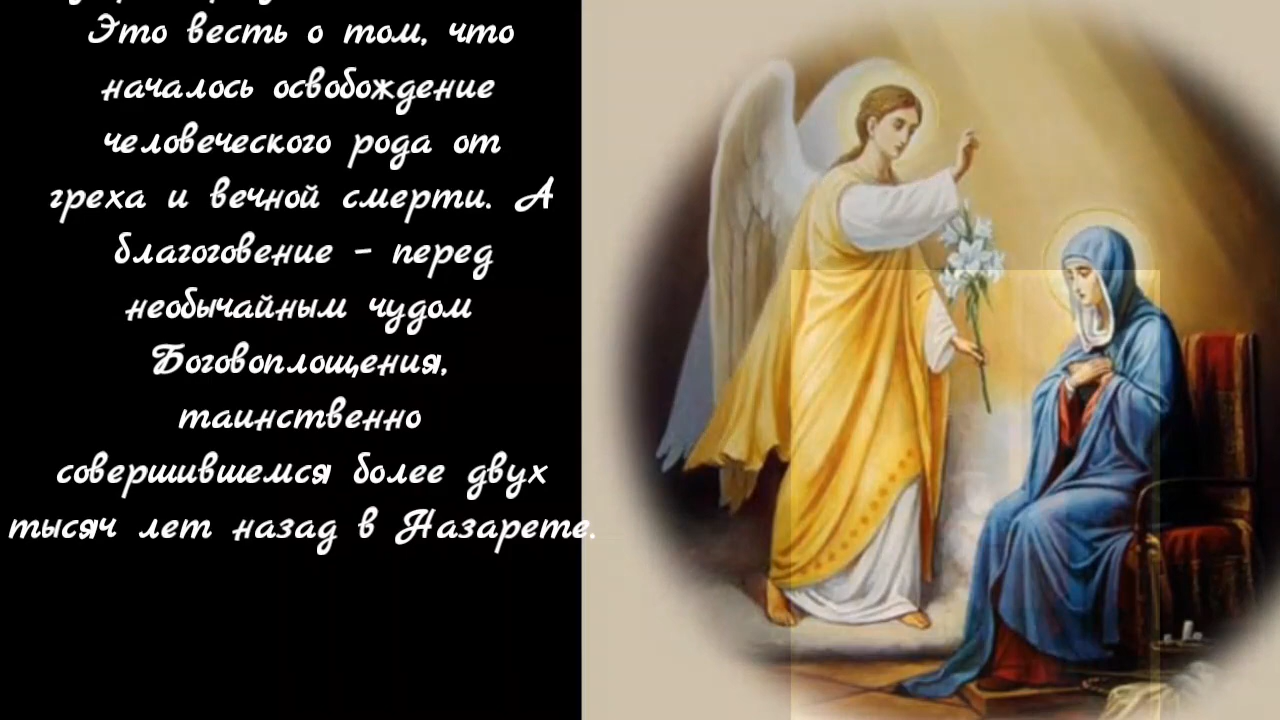 Это весть о том, что
началось освобождение
человеческого рода от
греха и вечной смерти. А
благоговение – перед
необычайным чудом
Боговоплощения,
таинственно
совершившемся более двух
тысяч лет назад в Назарете.